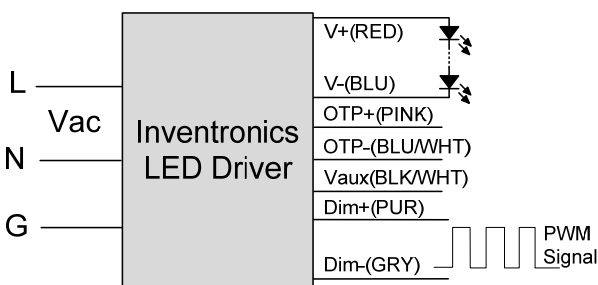 V+(RED)
L
V-(BLU)
OTP+(PINK)
Vac
Inventronics
LED Driver
OTP-(BLU/WHT)
N
Vaux(BLK/WHT)
Dim+(PUR)
G
PWM
Signal
Dim-(GRY)